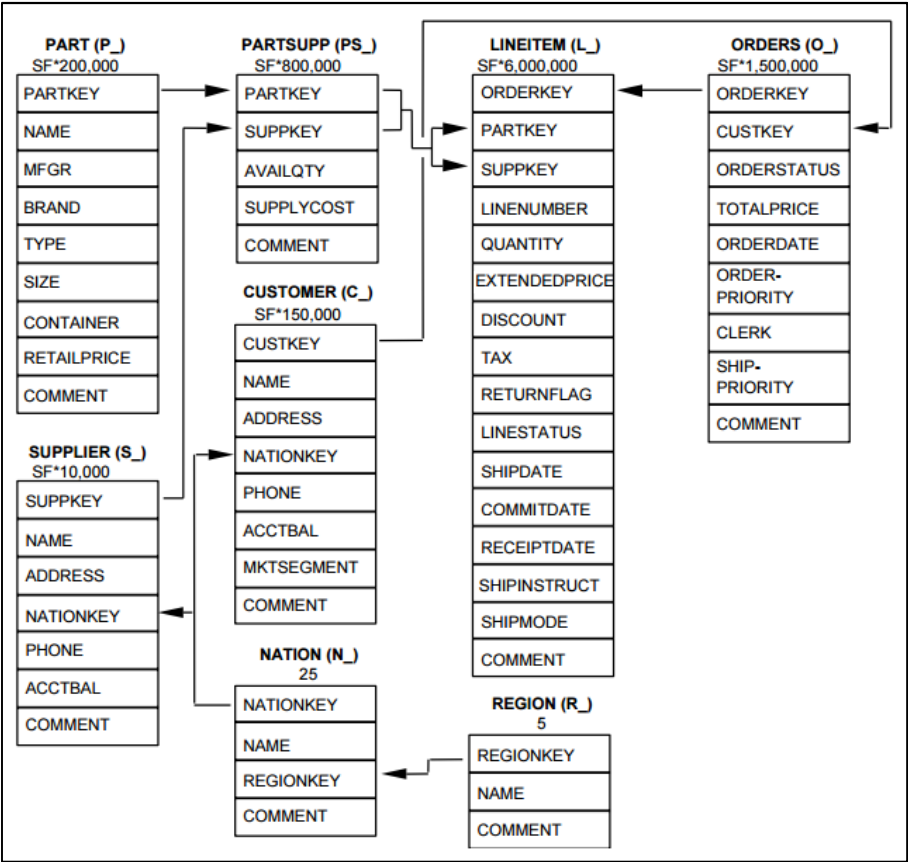 PART (P_)
SF*200,000
PARTKEY
NAME
MFGR
BRAND
TYPE
SIZE
CONTAINER
RETAILPRICE
COMMENT
SUPPLIER (S_)
SF*10,000
SUPPKEY
NAME
ADDRESS
NATIONKEY
PHONE
ACCTBAL
COMMENT
PARTSUPP (PS_)
SF*800,000
PARTKEY
SUPPKEY
AVAILQTY
SUPPLYCOST
COMMENT
CUSTOMER (C_)
SF*150,000
CUSTKEY
NAME
ADDRESS
NATIONKEY
PHONE
ACCTBAL
MKTSEGMENT
COMMENT
NATION (N_)
25
NATIONKEY
NAME
REGIONKEY
COMMENT
LINEITEM (L_)
SF*6,000,000
ORDERKEY
PARTKEY
SUPPKEY
LINENUMBER
QUANTITY
EXTENDEDPRICE
DISCOUNT
TAX
RETURNFLAG
LINESTATUS
SHIPDATE
COMMITDATE
RECEIPTDATE
SHIPINSTRUCT
SHIPMODE
COMMENT
REGION (R_)
5
REGIONKEY
NAME
COMMENT
ORDERS (O_)
SF*1,500,000
ORDERKEY
CUSTKEY
ORDERSTATUS
TOTALPRICE
ORDERDATE
ORDER-
PRIORITY
CLERK
SHIP-
PRIORITY
COMMENT